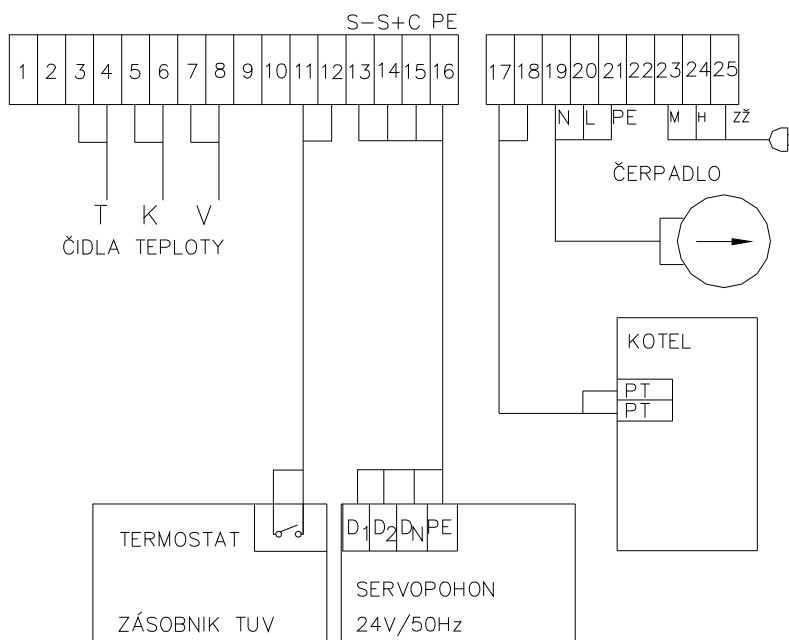 S-S+C PE
1 2 3 4 5 6 7 8 9 10 11 12 13 14 15 16
17 18 19 20 21 22 23 24 25
N L PE M H ZŽ
T K V
ČIDLA TEPLOTY
ČERPADLO
KOTEL
PT
PT
TERMOSTAT
D1 D2 DN PE
ZÁSOBNIK TUV
SERVOPOHON
24V/50Hz